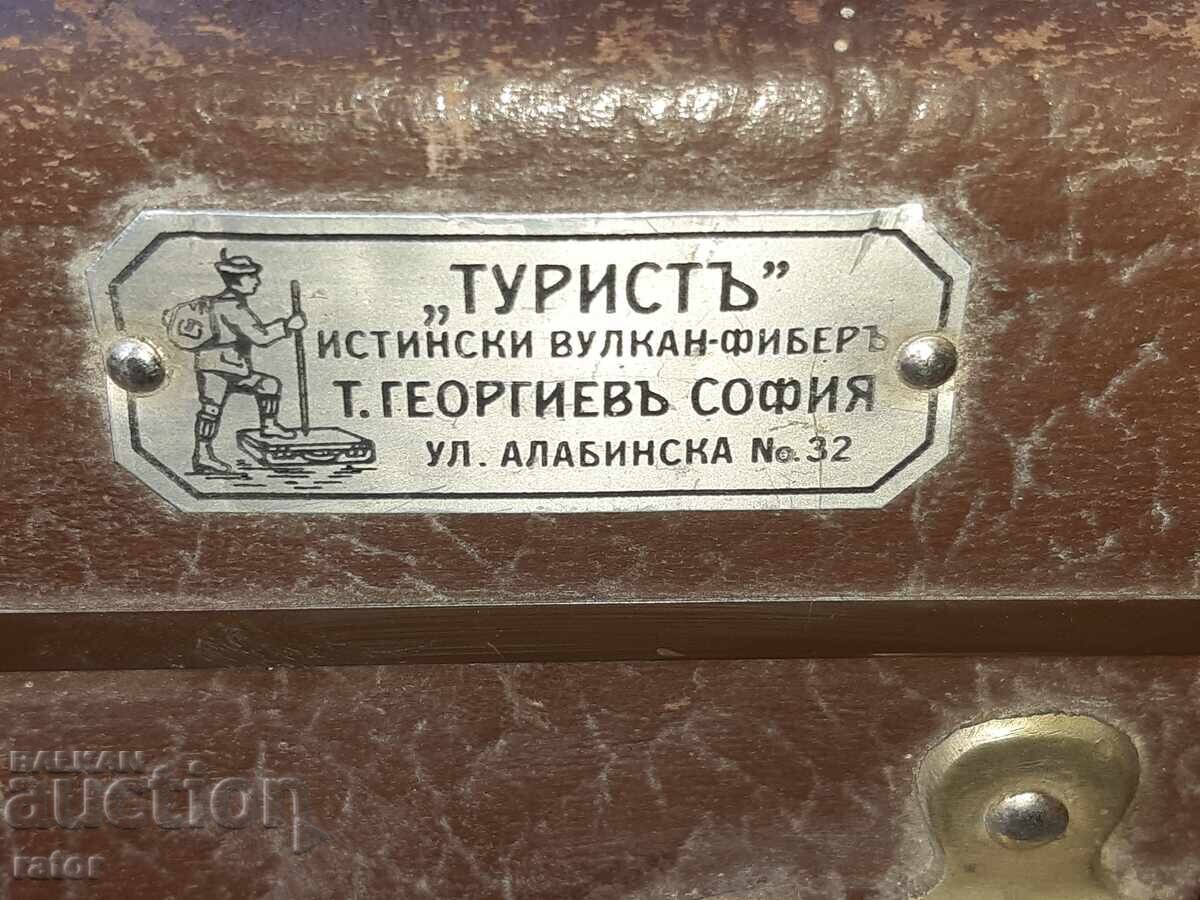 „ТУРИСТЪ”
ИСТИНСКИ ВУЛКАН-ФИБЕРЪ
Т. ГЕОРГИЕВЪ СОФИЯ
УЛ. АЛАБИНСКА No. 32
BALKAN
auction
rafor